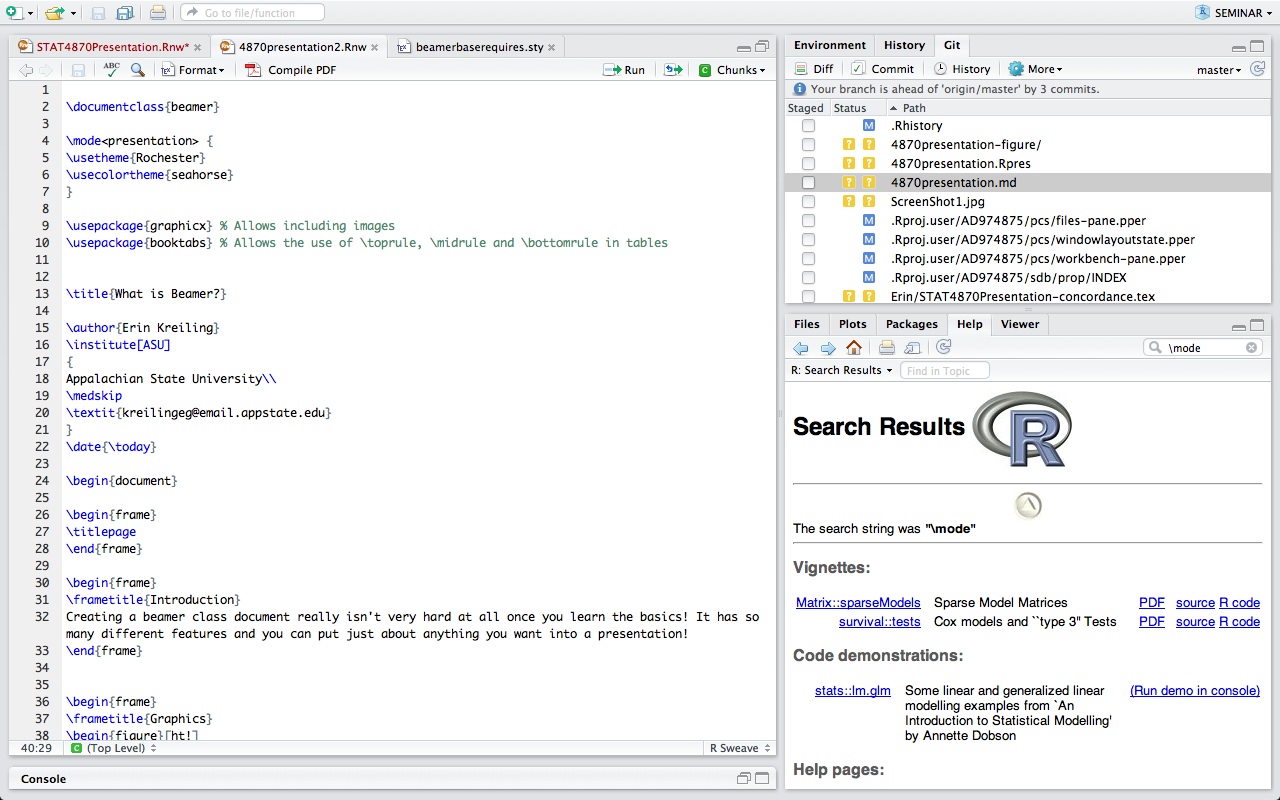 Go to file/function
SEMINAR
STAT4870Presentation.Rnw*
4870presentation2.Rnw
beamerbaserequires.sty
ABC
Format
Compile PDF
Run
Chunks
1
2 \documentclass{beamer}
3
4 \mode<presentation> {
5 \usetheme{Rochester}
6 \usecolortheme{seahorse}
7 }
8
9 \usepackage{graphicx} % Allows including images
10 \usepackage{booktabs} % Allows the use of \toprule, \midrule and \bottomrule in tables
11
12
13 \title{What is Beamer?}
14
15 \author{Erin Kreiling}
16 \institute[ASU]
17 {
18 Appalachian State University\\
19 \medskip
20 \textit{kreilingeg@email.appstate.edu}
21 }
22 \date{\today}
23
24 \begin{document}
25
26 \begin{frame}
27 \titlepage
28 \end{frame}
29
30 \begin{frame}
31 \frametitle{Introduction}
32 Creating a beamer class document really isn't very hard at all once you learn the basics! It has so
many different features and you can put just about anything you want into a presentation!
33 \end{frame}
34
35
36 \begin{frame}
37 \frametitle{Graphics}
38 \begin{figure}[ht!]
40:29 C (Top Level) R Sweave
Console
Environment History Git
Diff Commit History More master
Your branch is ahead of 'origin/master' by 3 commits.
Staged Status Path
M .Rhistory
? ? 4870presentation-figure/
? ? 4870presentation.Rpres
? ? 4870presentation.md
? ? ScreenShot1.jpg
M .Rproj.user/AD974875/pcs/files-pane.pper
M .Rproj.user/AD974875/pcs/windowlayoutstate.pper
M .Rproj.user/AD974875/pcs/workbench-pane.pper
M .Rproj.user/AD974875/sdb/prop/INDEX
? ? Erin/STAT4870Presentation-concordance.tex
Files Plots Packages Help Viewer
\mode
R: Search Results Find in Topic
Search Results R
The search string was "\mode"
Vignettes:
Matrix::sparseModels Sparse Model Matrices PDF source R code
survival::tests Cox models and ``type 3'' Tests PDF source R code
Code demonstrations:
stats::lm.glm Some linear and generalized linear (Run demo in console)
modelling examples from `An
Introduction to Statistical Modelling'
by Annette Dobson
Help pages: